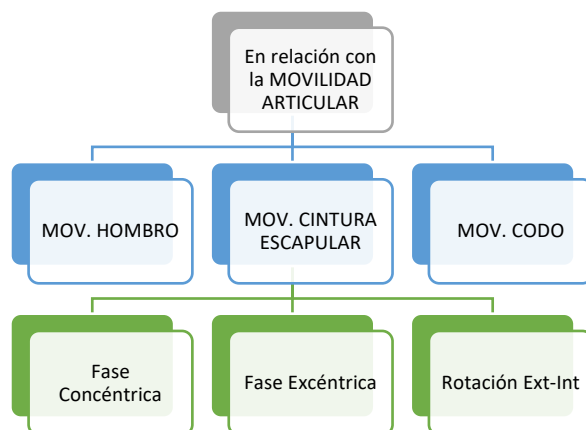 En relación con
la MOVILIDAD
ARTICULAR
MOV. HOMBRO
MOV. CINTURA
ESCAPULAR
MOV. CODO
Fase
Concéntrica
Fase Excéntrica
Rotación Ext-Int